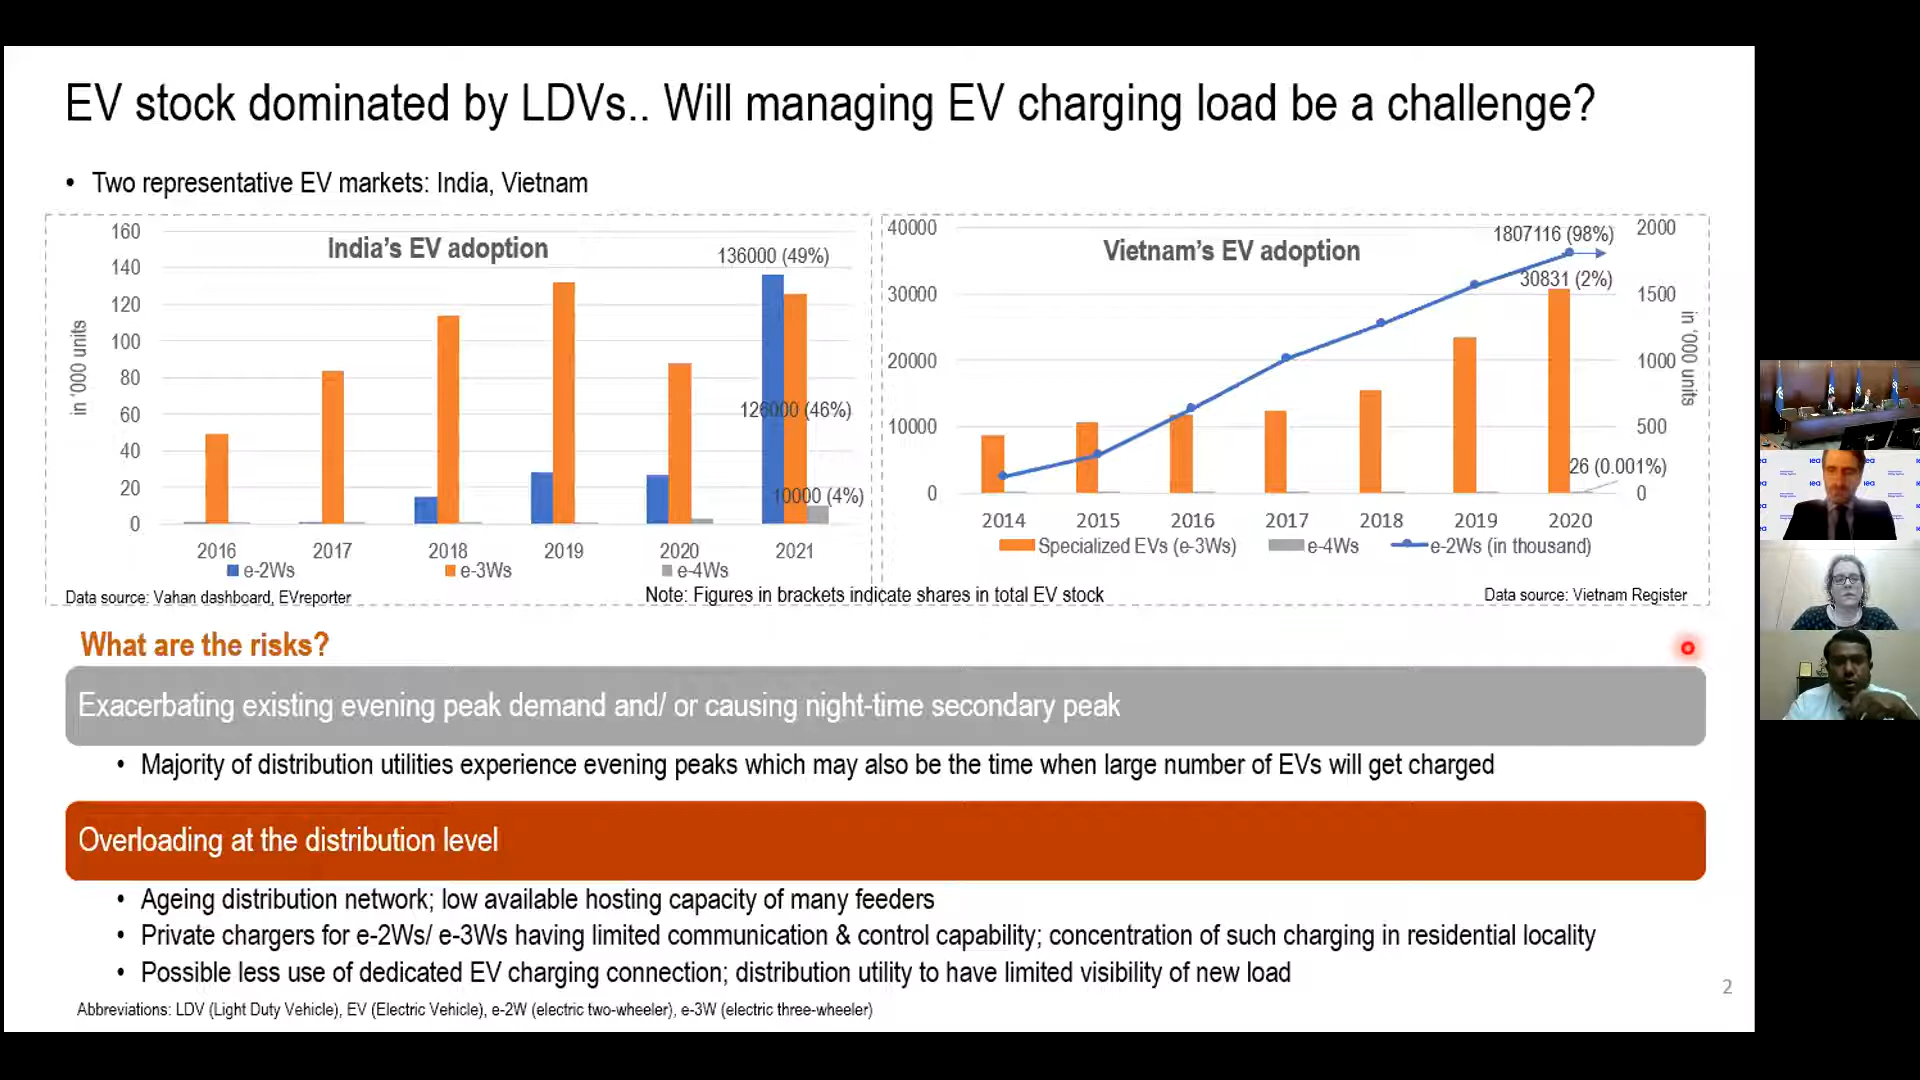 EV stock dominated by LDVs.. Will managing EV charging load be a challenge?
• Two representative EV markets: India, Vietnam
India's EV adoption
in '000 units
160
140
120
100
80
60
40
20
0
136000 (49%)
126000 (46%)
10000 (4%)
2016 2017 2018 2019 2020 2021
e-2Ws e-3Ws e-4Ws
Data source: Vahan dashboard, EVreporter
Vietnam's EV adoption
40000
30000
20000
10000
0
1807116 (98%)
30831 (2%)
26 (0.001%)
2000
1500
1000
500
0
in '000 units
2014 2015 2016 2017 2018 2019 2020
Specialized EVs (e-3Ws) e-4Ws e-2Ws (in thousand)
Note: Figures in brackets indicate shares in total EV stock
Data source: Vietnam Register
What are the risks?
Exacerbating existing evening peak demand and/ or causing night-time secondary peak
• Majority of distribution utilities experience evening peaks which may also be the time when large number of EVs will get charged
Overloading at the distribution level
• Ageing distribution network; low available hosting capacity of many feeders
• Private chargers for e-2Ws/ e-3Ws having limited communication & control capability; concentration of such charging in residential locality
• Possible less use of dedicated EV charging connection; distribution utility to have limited visibility of new load
2
Abbreviations: LDV (Light Duty Vehicle), EV (Electric Vehicle), e-2W (electric two-wheeler), e-3W (electric three-wheeler)
iea